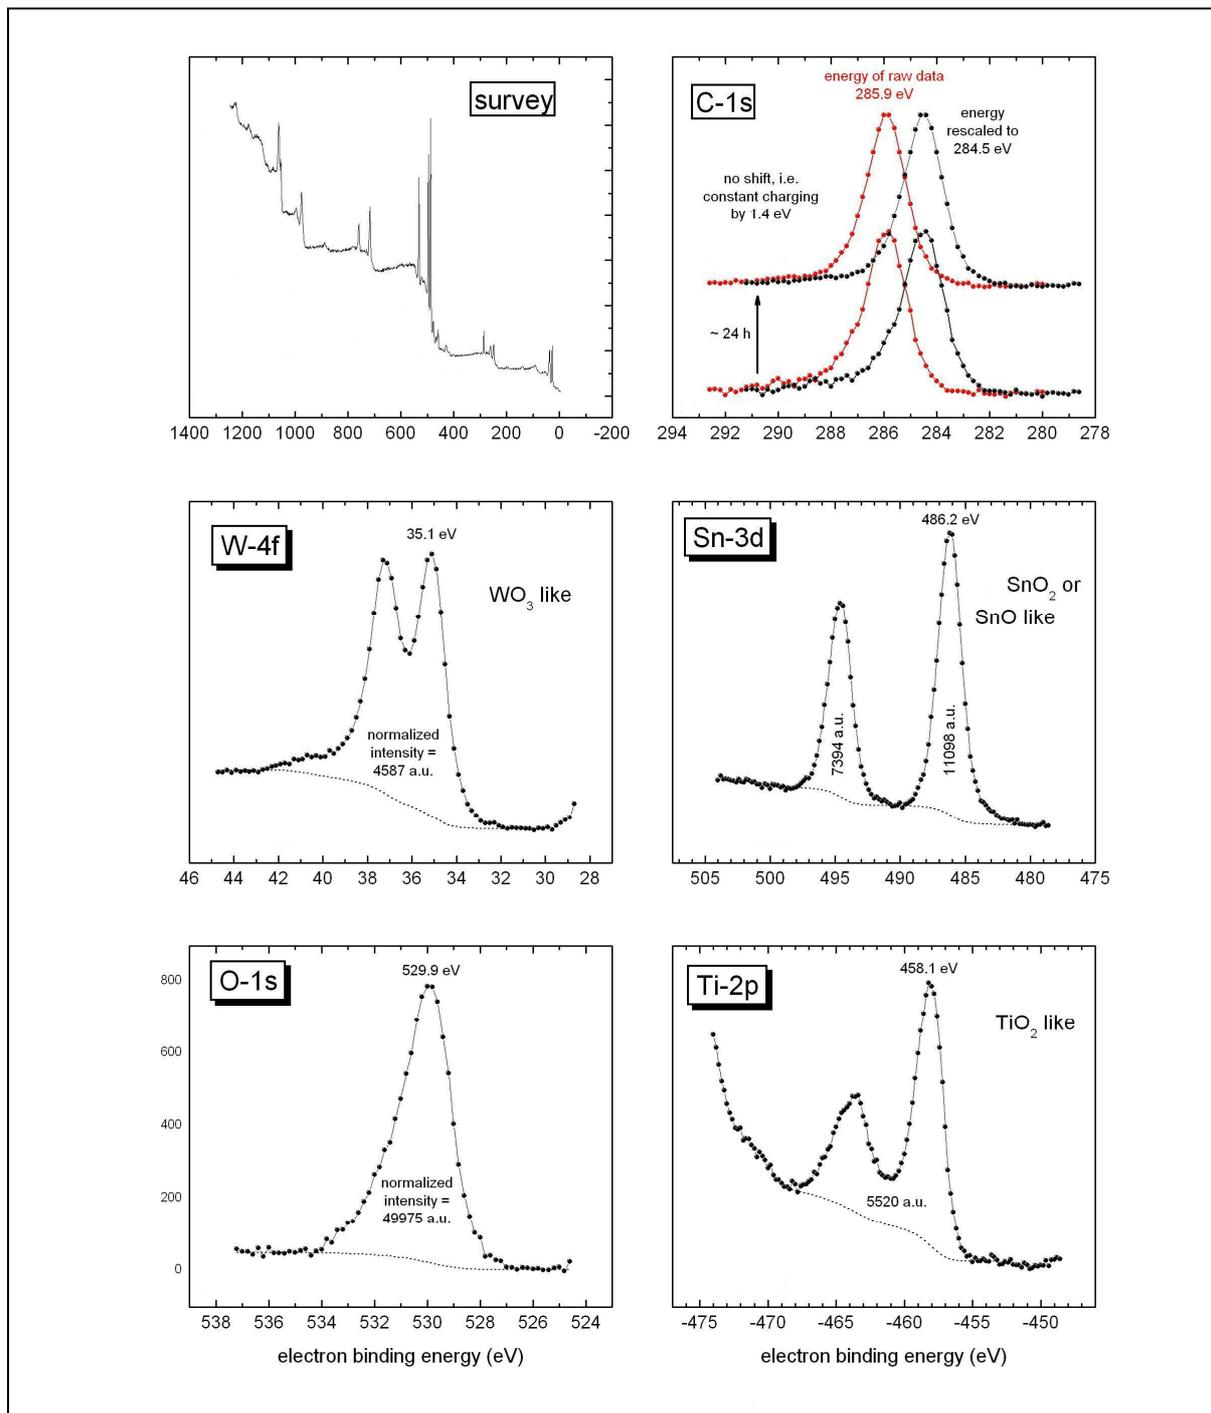 survey
1400 1200 1000 800 600 400 200 0 -200
C-1s
energy of raw data
285.9 eV
energy
rescaled to
284.5 eV
no shift, i.e.
constant charging
by 1.4 eV
~ 24 h
294 292 290 288 286 284 282 280 278
W-4f
35.1 eV
WO3 like
normalized
intensity =
4587 a.u.
46 44 42 40 38 36 34 32 30 28
Sn-3d
486.2 eV
SnO2 or
SnO like
7394 a.u.
11098 a.u.
505 500 495 490 485 480 475
O-1s
529.9 eV
800
600
400
200
0
normalized
intensity =
49975 a.u.
538 536 534 532 530 528 526 524
electron binding energy (eV)
Ti-2p
458.1 eV
TiO2 like
5520 a.u.
-475 -470 -465 -460 -455 -450
electron binding energy (eV)